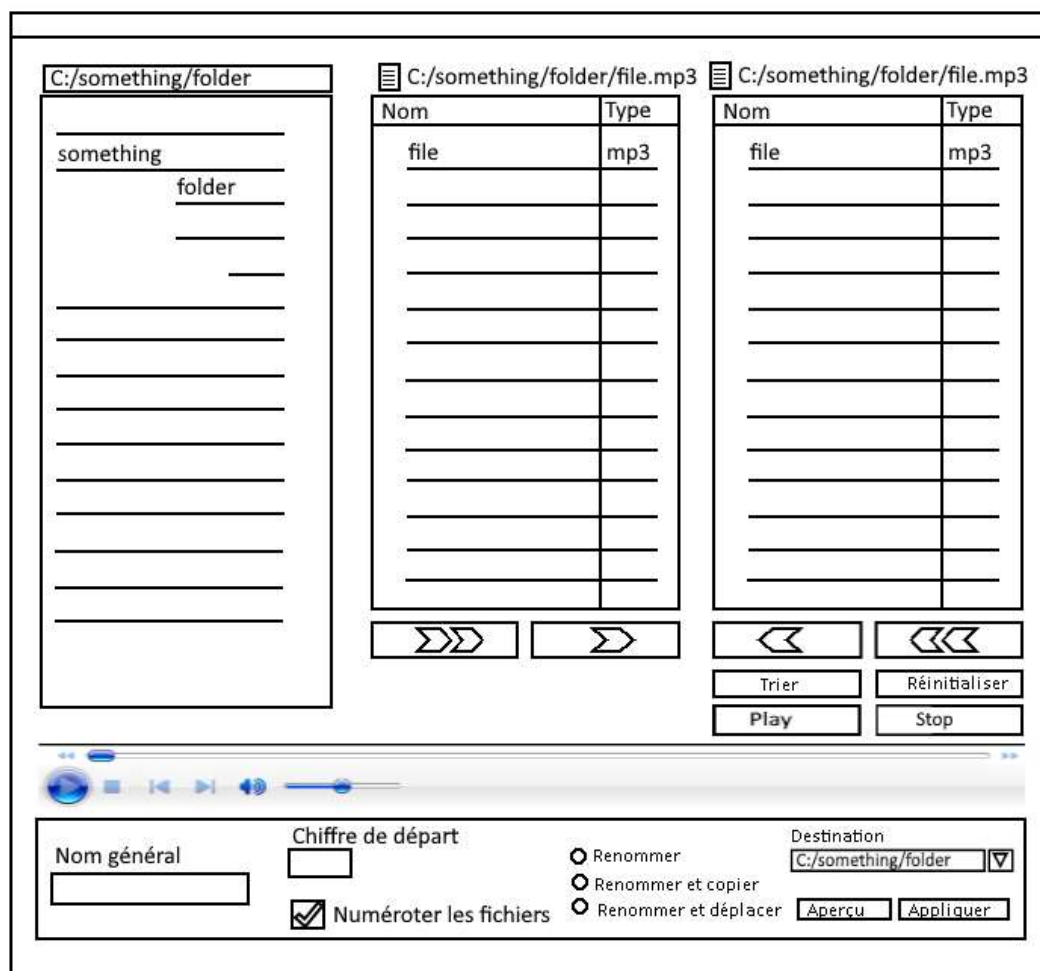 C:/something/folder
something
folder
C:/something/folder/file.mp3
Nom Type
file mp3
C:/something/folder/file.mp3
Nom Type
file mp3
Trier Réinitialiser
Play Stop
Nom général
Chiffre de départ
Numéroter les fichiers
Renommer
Renommer et copier
Renommer et déplacer
Destination
C:/something/folder
Aperçu Appliquer